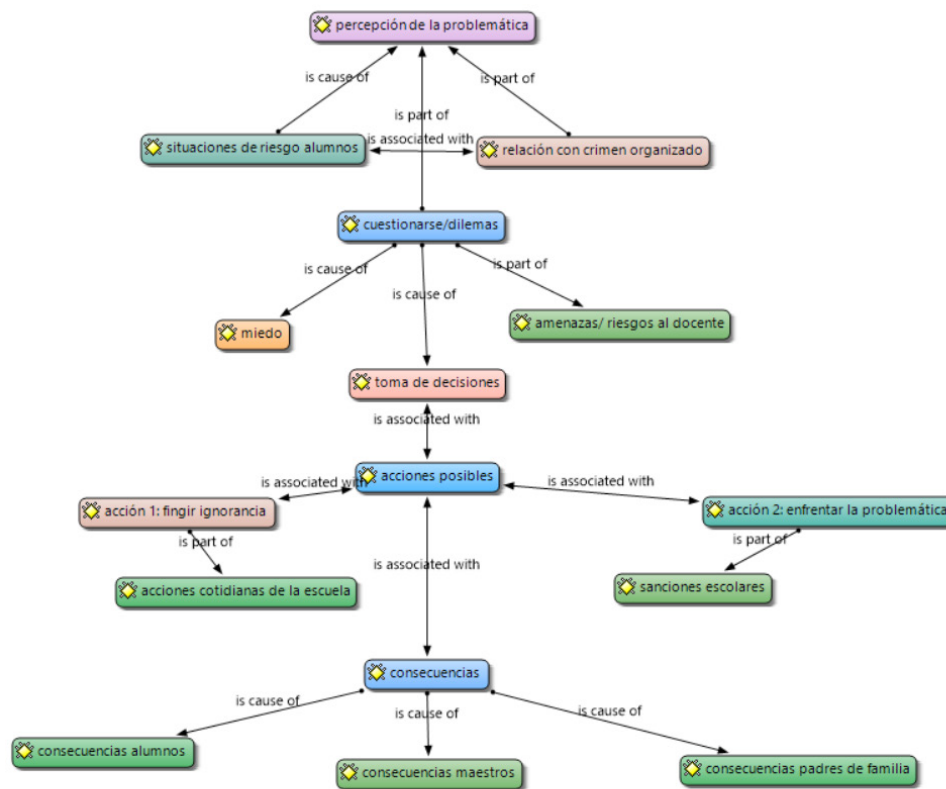 percepción de la problemática
is cause of
is part of
is part of
is associated with
situaciones de riesgo alumnos
relación con crimen organizado
cuestionarse/dilemas
is cause of
is part of
is cause of
amenazas/ riesgos al docente
miedo
toma de decisiones
is associated with
acciones posibles
is associated with
is associated with
acción 1: fingir ignorancia
acción 2: enfrentar la problemática
is part of
is part of
is associated with
acciones cotidianas de la escuela
sanciones escolares
consecuencias
is cause of
is cause of
is cause of
consecuencias alumnos
consecuencias maestros
consecuencias padres de familia